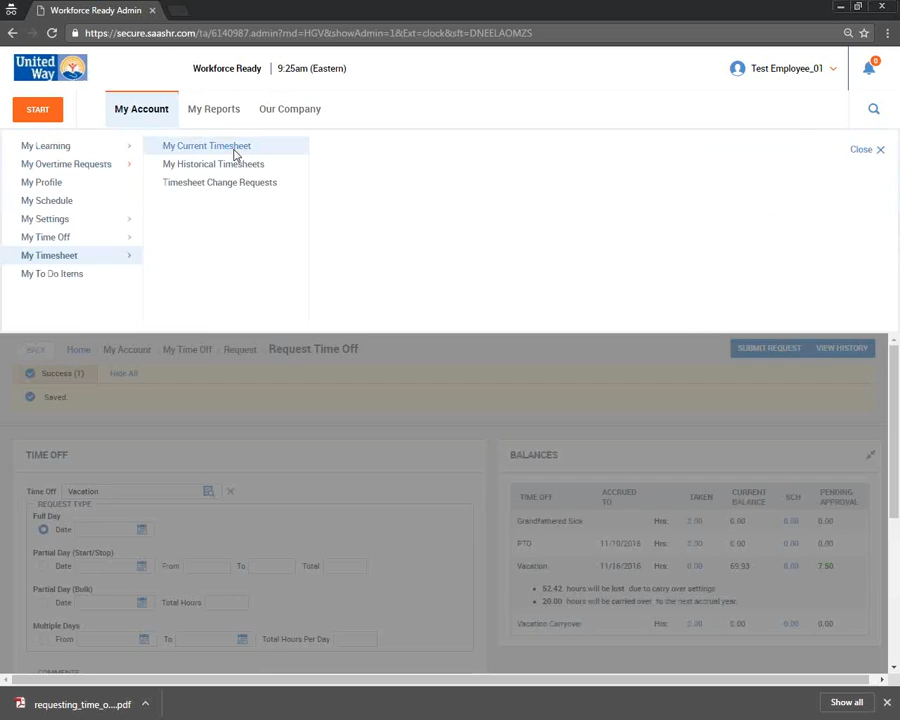 Workforce Ready Admin
https://secure.saashr.com/ta/6140987.admin?rnd=HGV&showAdmin=1&Ext=clock&sft=DNEELAOMZS
United Way
Workforce Ready | 9:25am (Eastern)
Test Employee_01
0
START
My Account
My Reports
Our Company
My Learning
My Overtime Requests
My Profile
My Schedule
My Settings
My Time Off
My Timesheet
My To Do Items
My Current Timesheet
My Historical Timesheets
Timesheet Change Requests
Close
BACK
Home My Account My Time Off Request Request Time Off
SUBMIT REQUEST VIEW HISTORY
Success (1) Hide All
Saved.
TIME OFF
Time Off Vacation
REQUEST TYPE
Full Day
Date
Partial Day (Start/Stop)
Date From To Total
Partial Day (Bulk)
Date Total Hours
Multiple Days
From To Total Hours Per Day
COMMENTS
BALANCES
TIME OFF ACCRUED TO TAKEN CURRENT BALANCE SCH PENDING APPROVAL
Grandfathered Sick Hrs: 0.00 0.00 0.00
PTO 11/10/2016 Hrs: 0.00 0.00 0.00 0.00
Vacation 11/16/2016 Hrs: 0.00 69.93 0.00 7.50
52.42 hours will be lost due to carry over settings
20.00 hours will be carried over to the next accrual year.
Vacation Carryover Hrs: 0.00 0.00 0.00 0.00
requesting_time_o....pdf
Show all